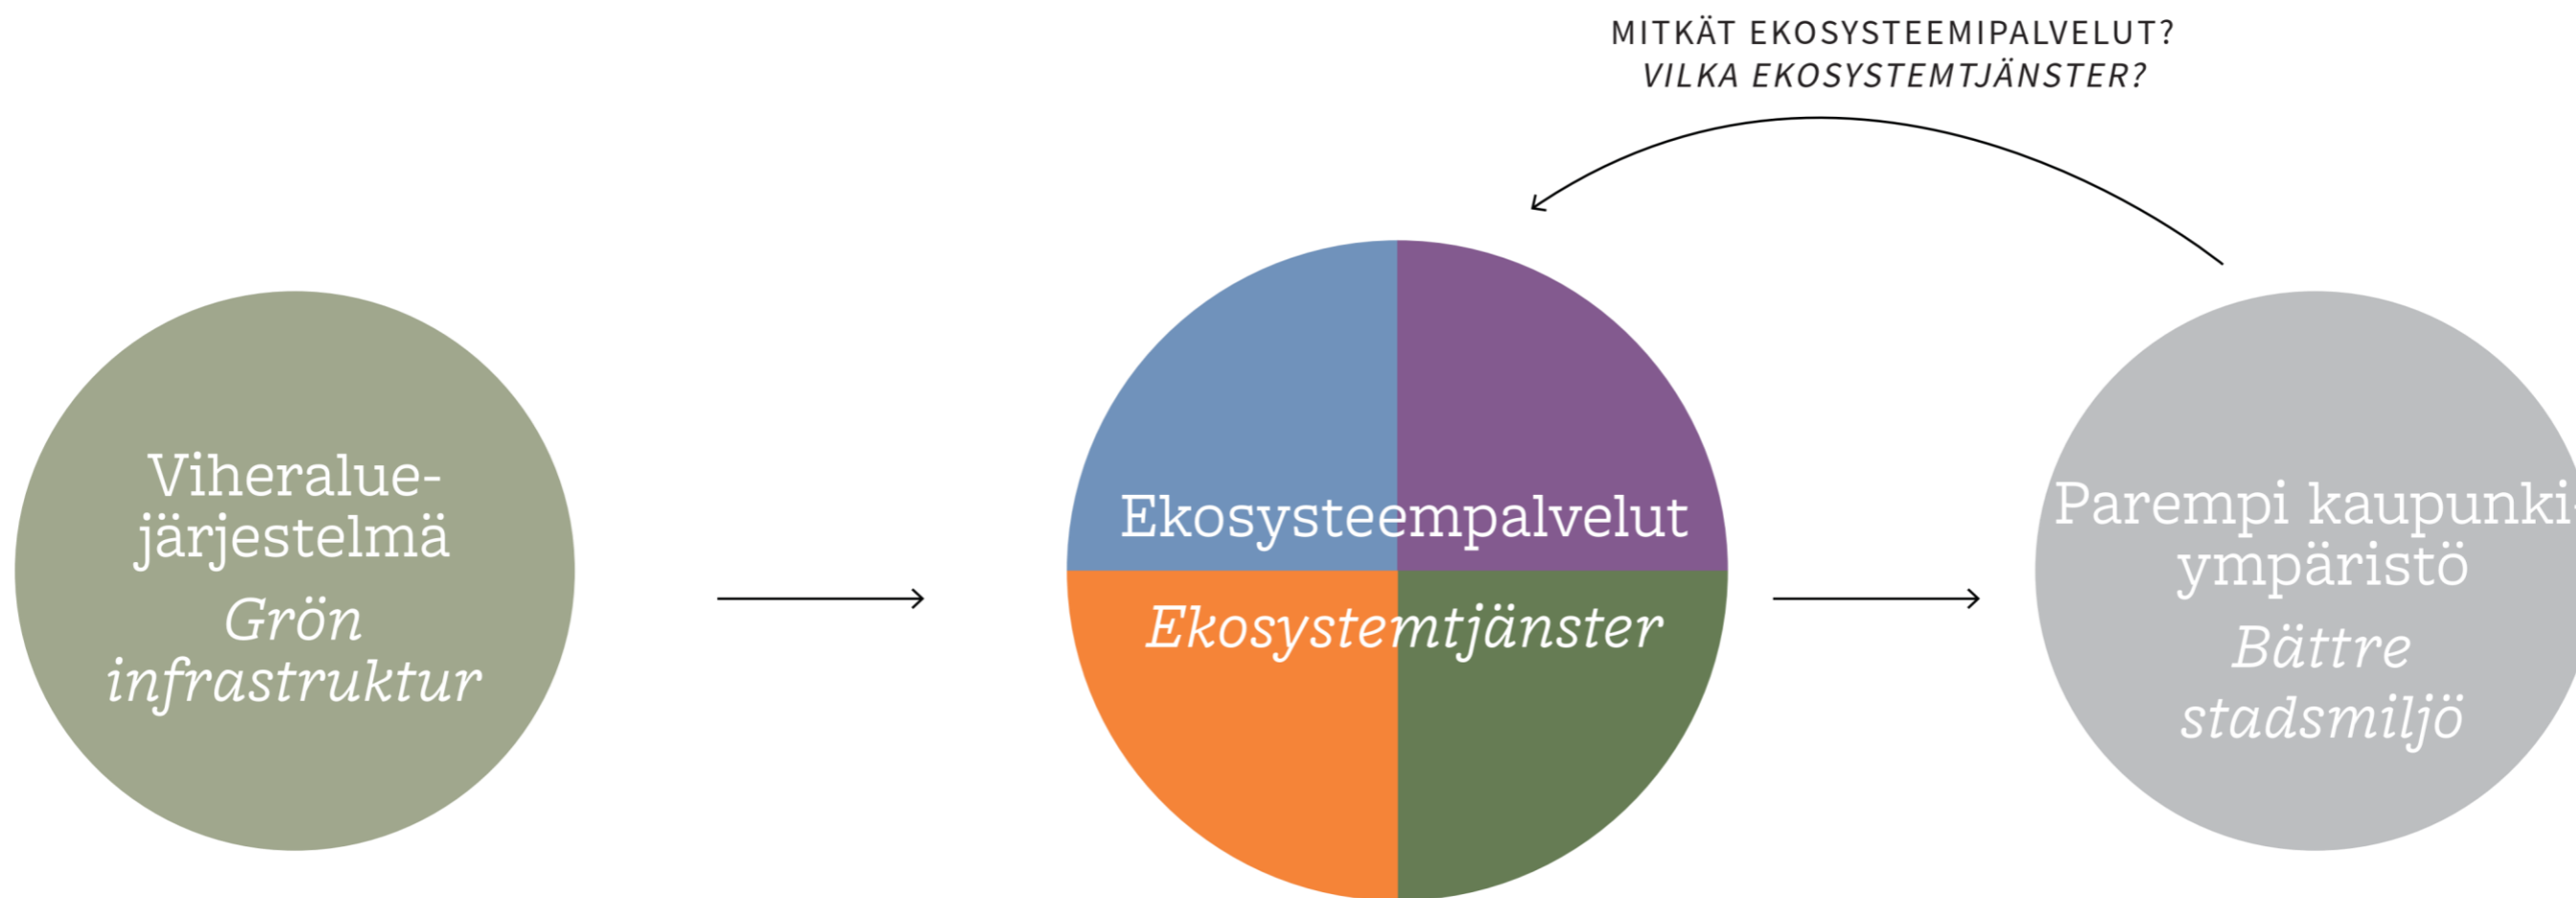 MITKÄT EKOSYSTEEMIPALVELUT?
VILKA EKOSYSTEMTJÄNSTER?
Viheralue-
järjestelmä
Grön
infrastruktur
Ekosysteempalvelut
Ekosystemtjänster
Parempi kaupunki-
ympäristö
Bättre
stadsmiljö